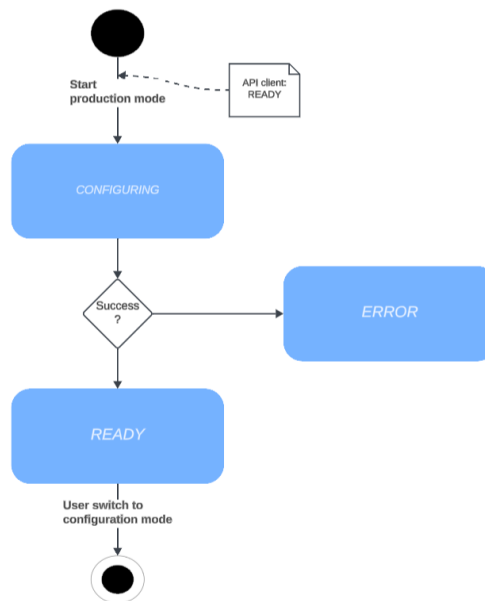 Start
production mode
API client:
READY
CONFIGURING
Success
?
ERROR
READY
User switch to
configuration mode